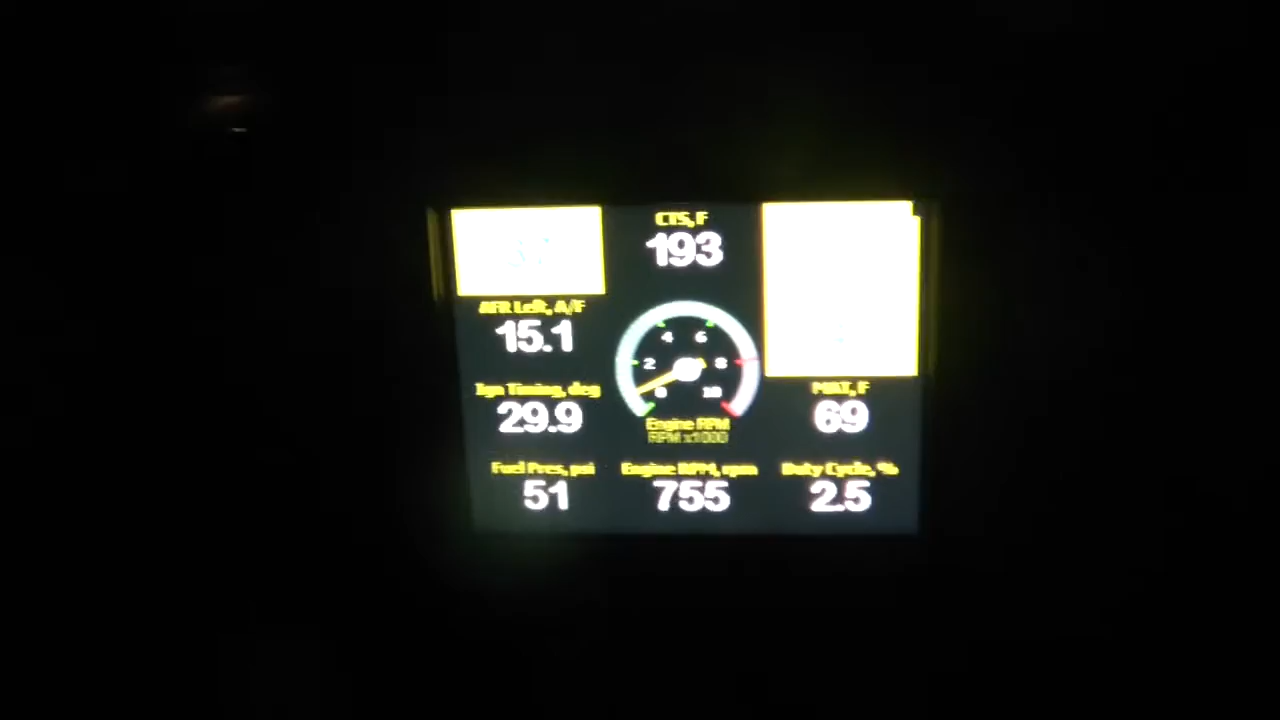 CTS, F
193
AFR Left, A/F
15.1
4 6
2 8
0 10
Ign Timing, deg
29.9
Engine RPM
RPM x1000
MAT, F
69
Fuel Pres, psi
51
Engine RPM, rpm
755
Duty Cycle, %
2.5